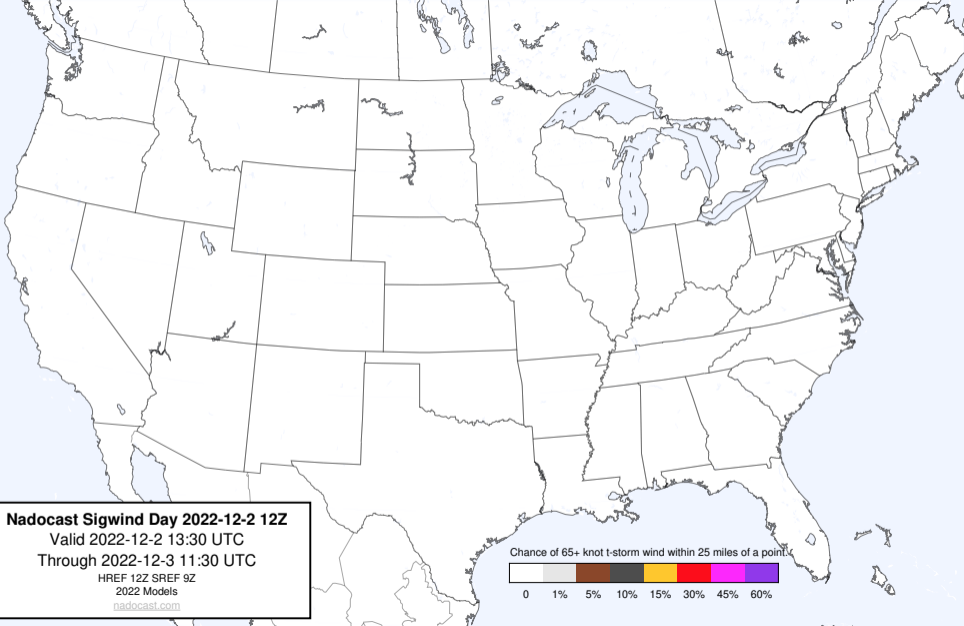 Nadocast Sigwind Day 2022-12-2 12Z
Valid 2022-12-2 13:30 UTC
Through 2022-12-3 11:30 UTC
HREF 12Z SREF 9Z
2022 Models
nadocast.com
Chance of 65+ knot t-storm wind within 25 miles of a point.
0 1% 5% 10% 15% 30% 45% 60%